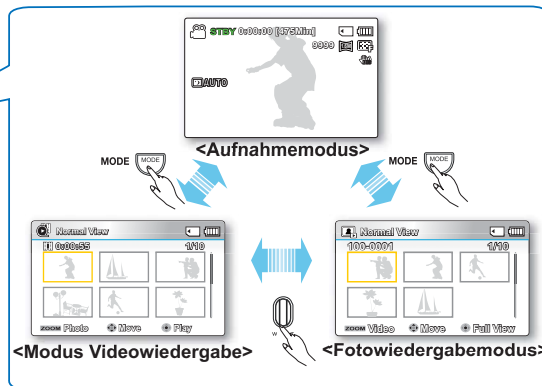 STBY 0:00:00 [475Min]
9999
AUTO
<Aufnahmemodus>
MODE MODE
MODE MODE
Normal View
0:00:55 1/10
ZOOM Photo Move Play
<Modus Videowiedergabe>
W
Normal View
100-0001 1/10
ZOOM Video Move Full View
<Fotowiedergabemodus>